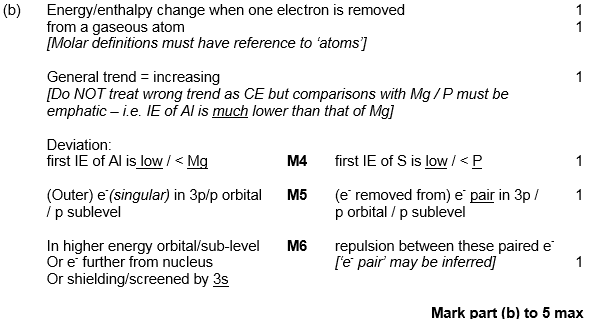 (b) Energy/enthalpy change when one electron is removed 1
from a gaseous atom 1
[Molar definitions must have reference to ‘atoms’]
General trend = increasing 1
[Do NOT treat wrong trend as CE but comparisons with Mg / P must be
emphatic – i.e. IE of Al is much lower than that of Mg]
Deviation:
first IE of Al is low / < Mg M4 first IE of S is low / < P 1
(Outer) e⁻(singular) in 3p/p orbital M5 (e⁻ removed from) e⁻ pair in 3p / 1
/ p sublevel p orbital / p sublevel
In higher energy orbital/sub-level M6 repulsion between these paired e⁻
Or e⁻ further from nucleus [‘e⁻ pair’ may be inferred] 1
Or shielding/screened by 3s
Mark part (b) to 5 max